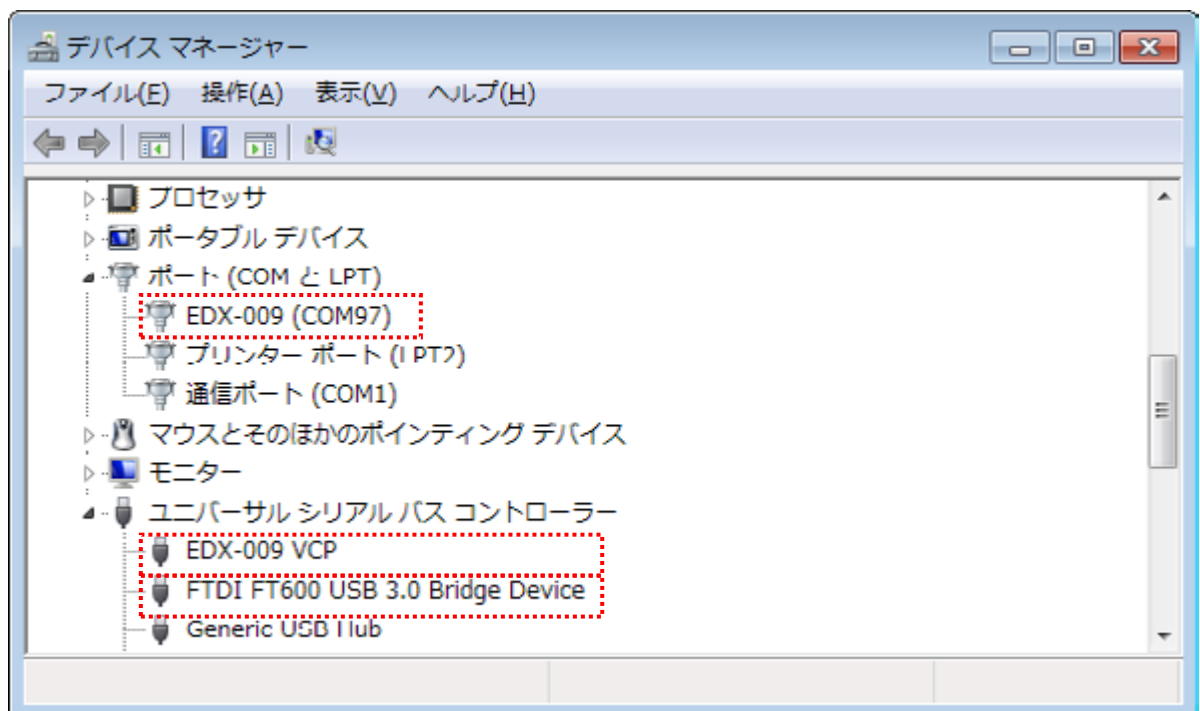 デバイス マネージャー
ファイル(F) 操作(A) 表示(V) ヘルプ(H)
プロセッサ
ポータブル デバイス
ポート (COM と LPT)
EDX-009 (COM97)
プリンター ポート (LPT2)
通信ポート (COM1)
マウスとそのほかのポインティング デバイス
モニター
ユニバーサル シリアル バス コントローラー
EDX-009 VCP
FTDI FT600 USB 3.0 Bridge Device
Generic USB Hub